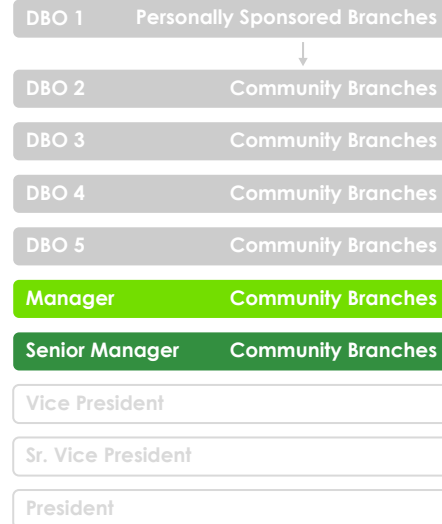 DBO 1 Personally Sponsored Branches
DBO 2 Community Branches
DBO 3 Community Branches
DBO 4 Community Branches
DBO 5 Community Branches
Manager Community Branches
Senior Manager Community Branches
Vice President
Sr. Vice President
President